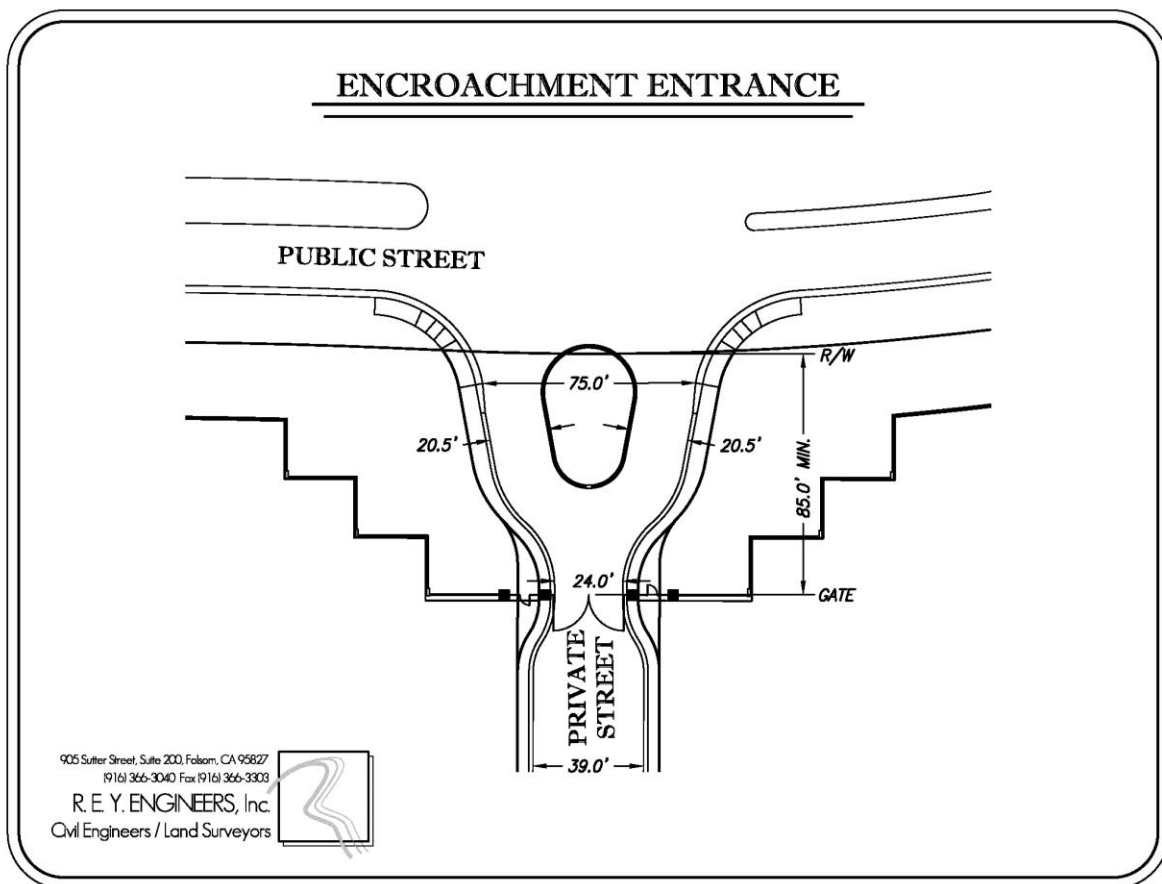 ENCROACHMENT ENTRANCE
PUBLIC STREET
R/W
75.0'
20.5'
20.5'
85.0' MIN.
24.0'
GATE
PRIVATE
STREET
39.0'
905 Sutter Street, Suite 200, Folsom, CA 95827
(916) 366-3040 Fax (916) 366-3303
R. E. Y. ENGINEERS, Inc.
Civil Engineers / Land Surveyors